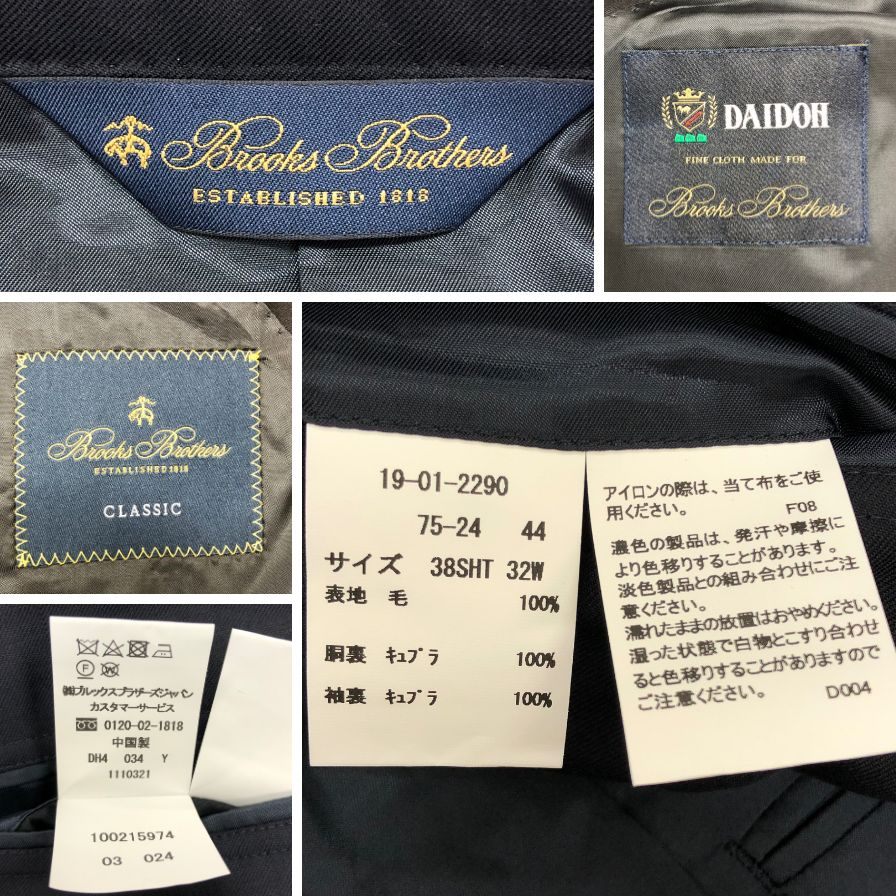 Brooks Brothers
ESTABLISHED 1818
DAIDOH
FINE CLOTH MADE FOR
Brooks Brothers
Brooks Brothers
ESTABLISHED 1818
CLASSIC
19-01-2290
75-24 44
サイズ 38SHT 32W
表地 毛 100%
胴裏 キュプラ 100%
袖裏 キュプラ 100%
アイロンの際は、当て布をご使
用ください。 F08
濃色の製品は、発汗や摩擦に
より色移りすることがあります。
淡色製品との組み合わせにご注
意ください。
濡れたままの放置はおやめください。
湿った状態で白物とこすり合わせ
ると色移りすることがありますので
ご注意ください。 D004
F W
㈱ブルックスブラザーズジャパン
カスタマーサービス
0120-02-1818
中国製
DH4 034 Y
1110321
100215974
03 024